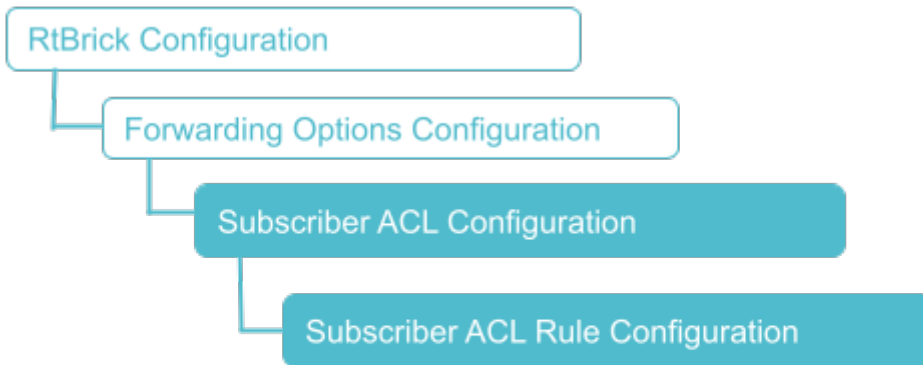 RtBrick Configuration
Forwarding Options Configuration
Subscriber ACL Configuration
Subscriber ACL Rule Configuration